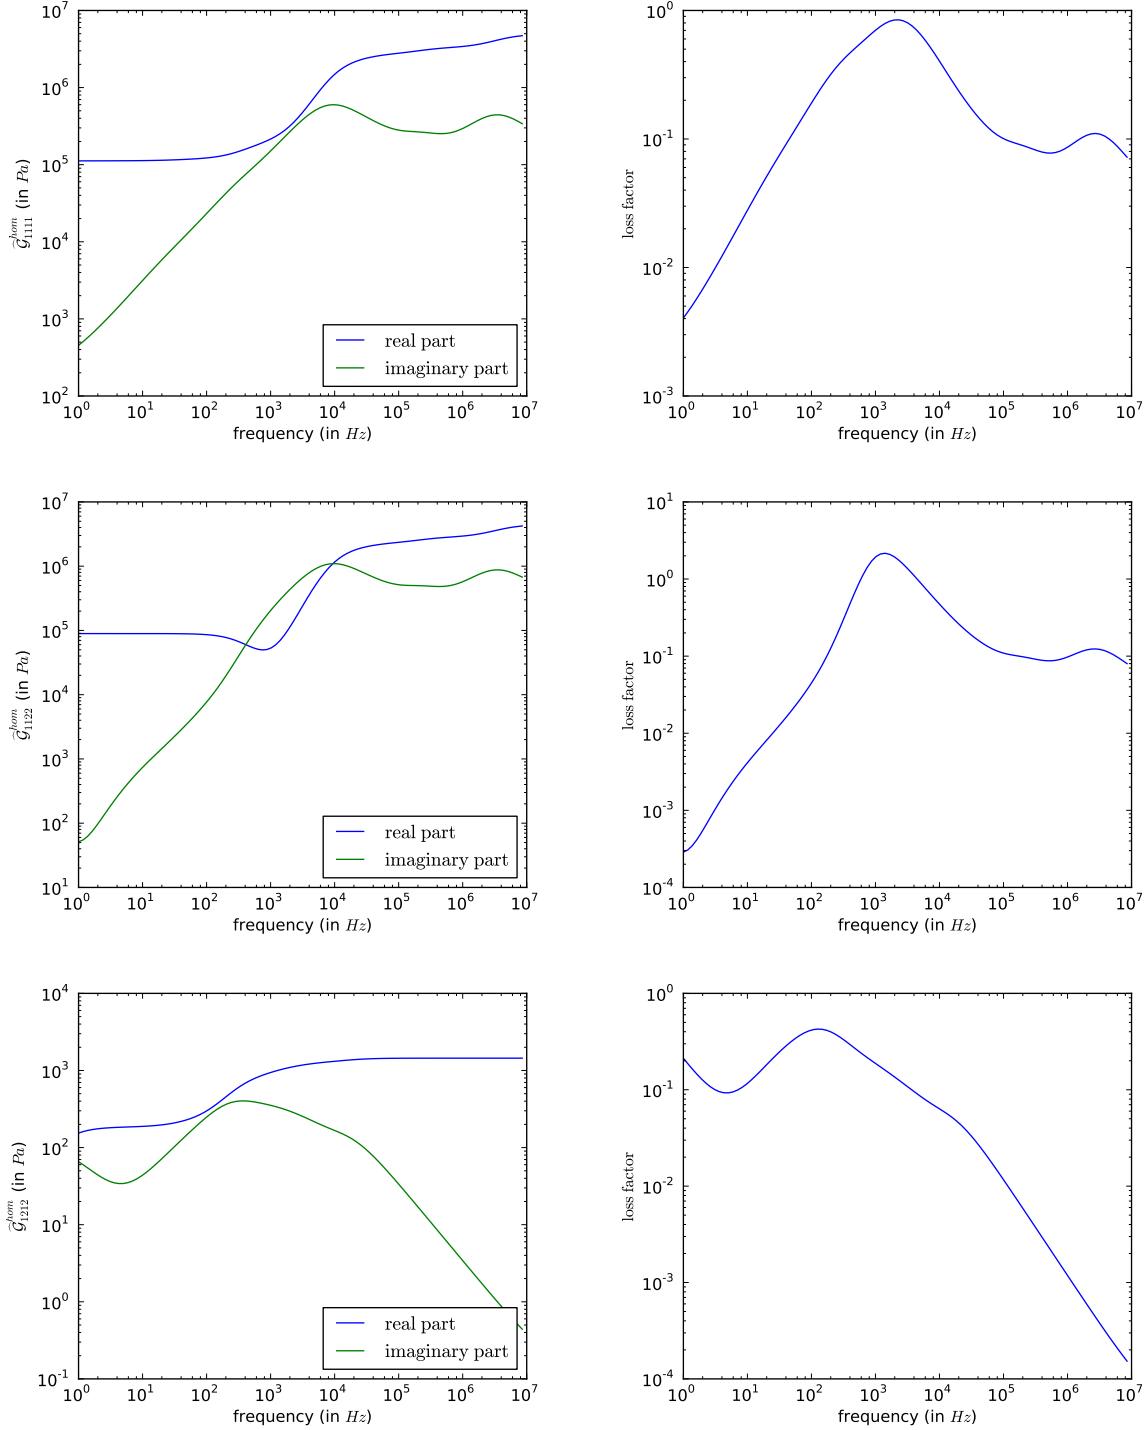 10^7
10^6
10^5
10^4
10^3
10^2
10^0 10^1 10^2 10^3 10^4 10^5 10^6 10^7
frequency (in Hz)
𝒢̂^{hom}_{1111} (in Pa)
real part
imaginary part
10^0
10^-1
10^-2
10^-3
10^0 10^1 10^2 10^3 10^4 10^5 10^6 10^7
frequency (in Hz)
loss factor
10^7
10^6
10^5
10^4
10^3
10^2
10^1
10^0 10^1 10^2 10^3 10^4 10^5 10^6 10^7
frequency (in Hz)
𝒢̂^{hom}_{1122} (in Pa)
real part
imaginary part
10^1
10^0
10^-1
10^-2
10^-3
10^-4
10^0 10^1 10^2 10^3 10^4 10^5 10^6 10^7
frequency (in Hz)
loss factor
10^4
10^3
10^2
10^1
10^0
10^-1
10^0 10^1 10^2 10^3 10^4 10^5 10^6 10^7
frequency (in Hz)
𝒢̂^{hom}_{1212} (in Pa)
real part
imaginary part
10^0
10^-1
10^-2
10^-3
10^-4
10^0 10^1 10^2 10^3 10^4 10^5 10^6 10^7
frequency (in Hz)
loss factor